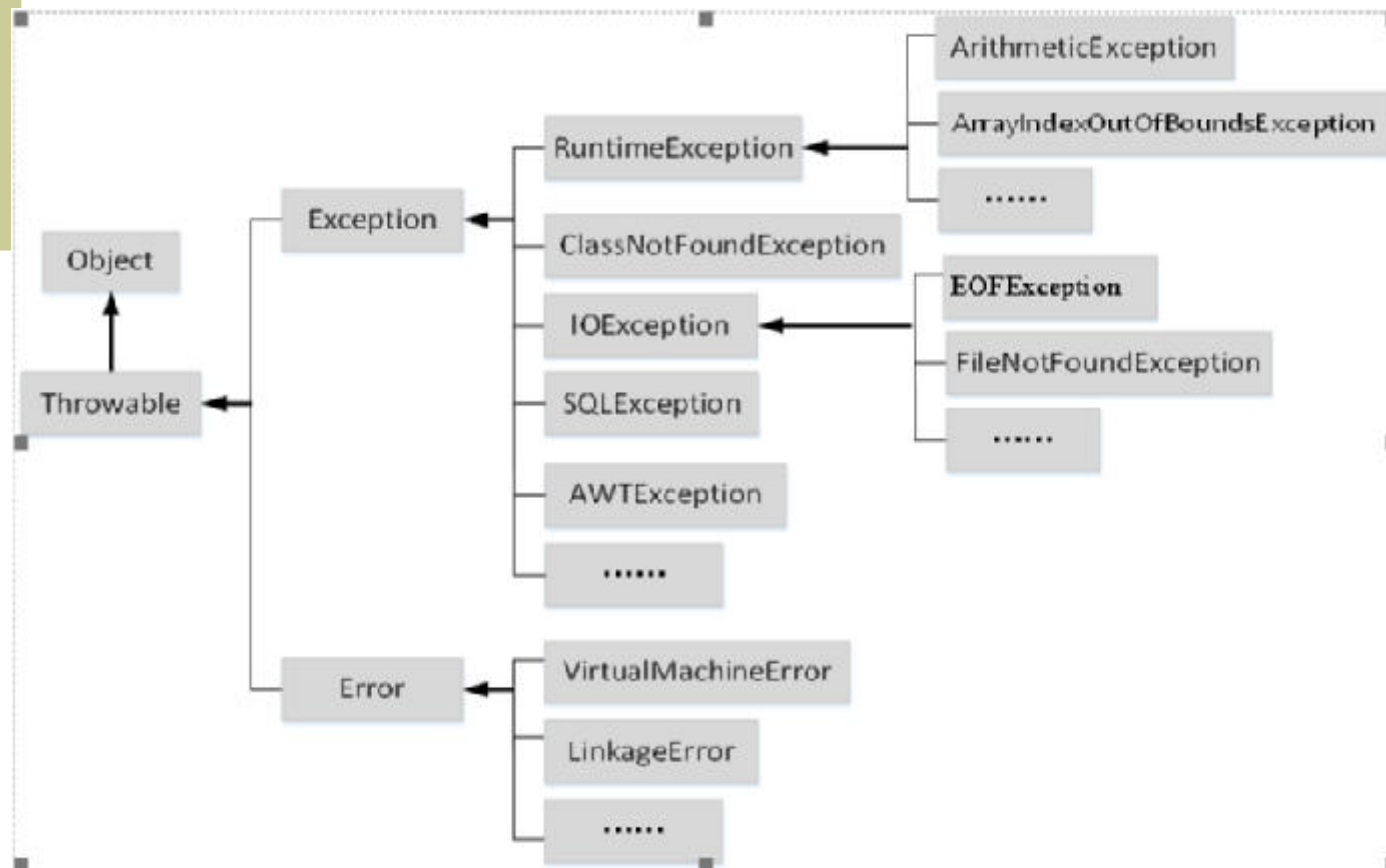 Object
Throwable
Exception
Error
RuntimeException
ClassNotFoundException
IOException
SQLException
AWTException
......
VirtualMachineError
LinkageError
......
ArithmeticException
ArrayIndexOutOfBoundsException
......
EOFException
FileNotFoundException
......